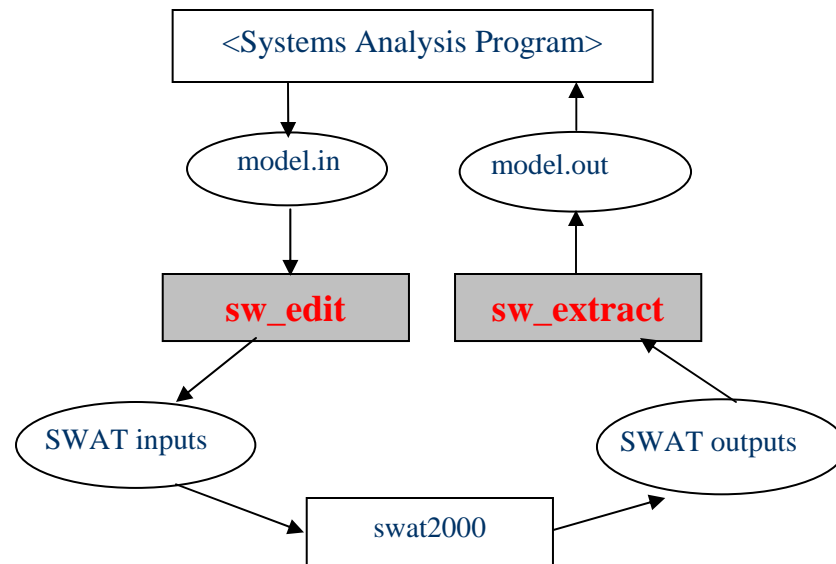 <Systems Analysis Program>
model.in
model.out
sw_edit
sw_extract
SWAT inputs
SWAT outputs
swat2000